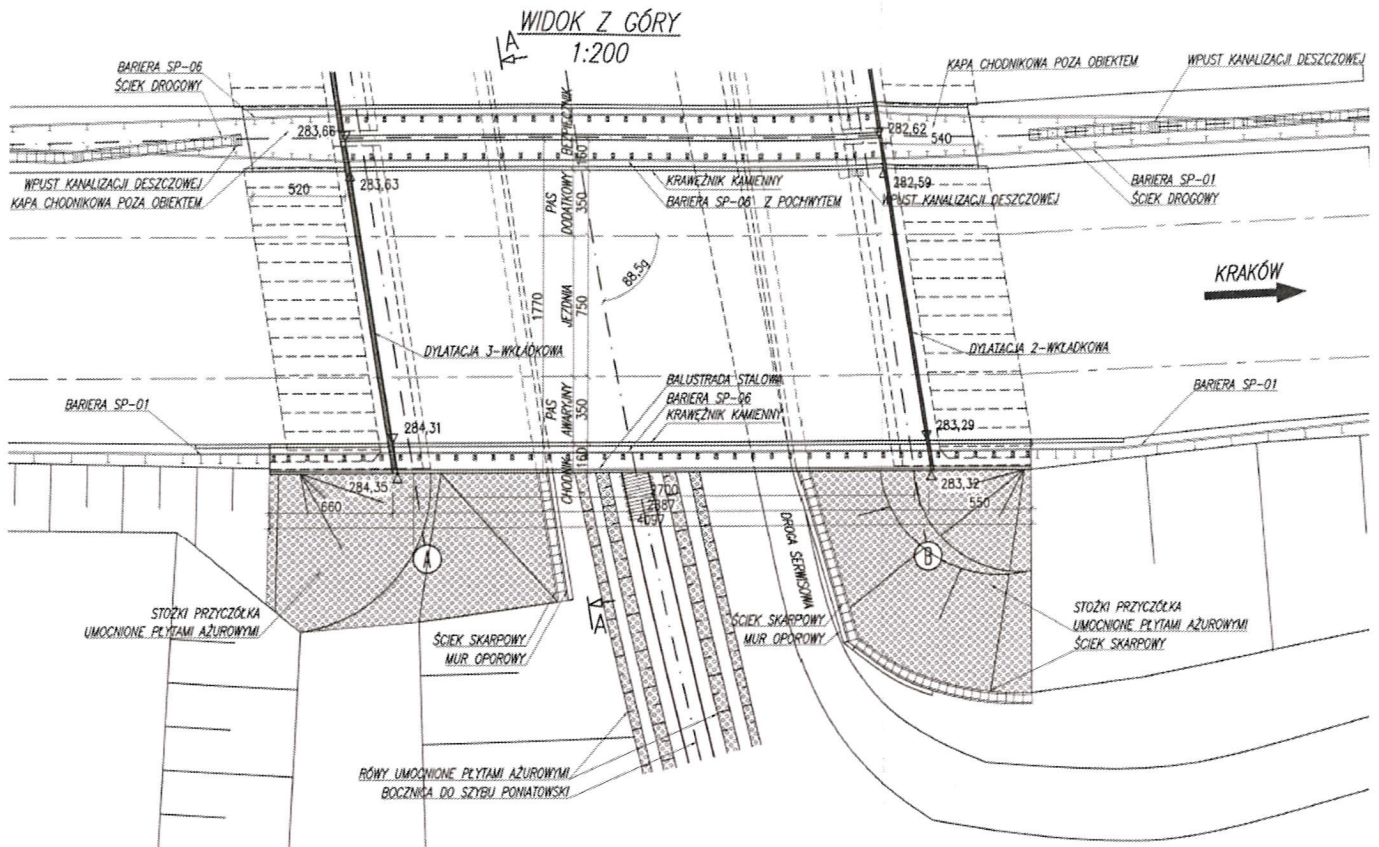 WIDOK Z GÓRY
1:200
A
BARIERA SP-06
ŚCIEK DROGOWY
KAPA CHODNIKOWA POZA OBIEKTEM
WPUST KANALIZACJI DESZCZOWEJ
283,66
282,62
540
BEZPIECZNIK
60
WPUST KANALIZACJI DESZCZOWEJ
KAPA CHODNIKOWA POZA OBIEKTEM
520
283,63
KRAWĘŻNIK KAMIENNY
BARIERA SP-06 Z POCHWYTEM
282,59
WPUST KANALIZACJI DESZCZOWEJ
BARIERA SP-01
ŚCIEK DROGOWY
PAS
DODATKOWY
350
88,5g
KRAKÓW
1770
JEZDNIA
750
DYLATACJA 3-WKŁADKOWA
DYLATACJA 2-WKŁADKOWA
BARIERA SP-01
BALUSTRADA STALOWA
BARIERA SP-06
KRAWĘŻNIK KAMIENNY
BARIERA SP-01
PAS
AWARYJNY
350
284,31
283,29
CHODNIK
160
284,35
283,32
660
2700
4097
550
A
B
DROGA SERWISOWA
STOŻKI PRZYCZÓŁKA
UMOCNIONE PŁYTAMI AŻUROWYMI
A
ŚCIEK SKARPOWY
MUR OPOROWY
ŚCIEK SKARPOWY
MUR OPOROWY
STOŻKI PRZYCZÓŁKA
UMOCNIONE PŁYTAMI AŻUROWYMI
ŚCIEK SKARPOWY
ROWY UMOCNIONE PŁYTAMI AŻUROWYMI
BOCZNICA DO SZYBU PONIATOWSKI